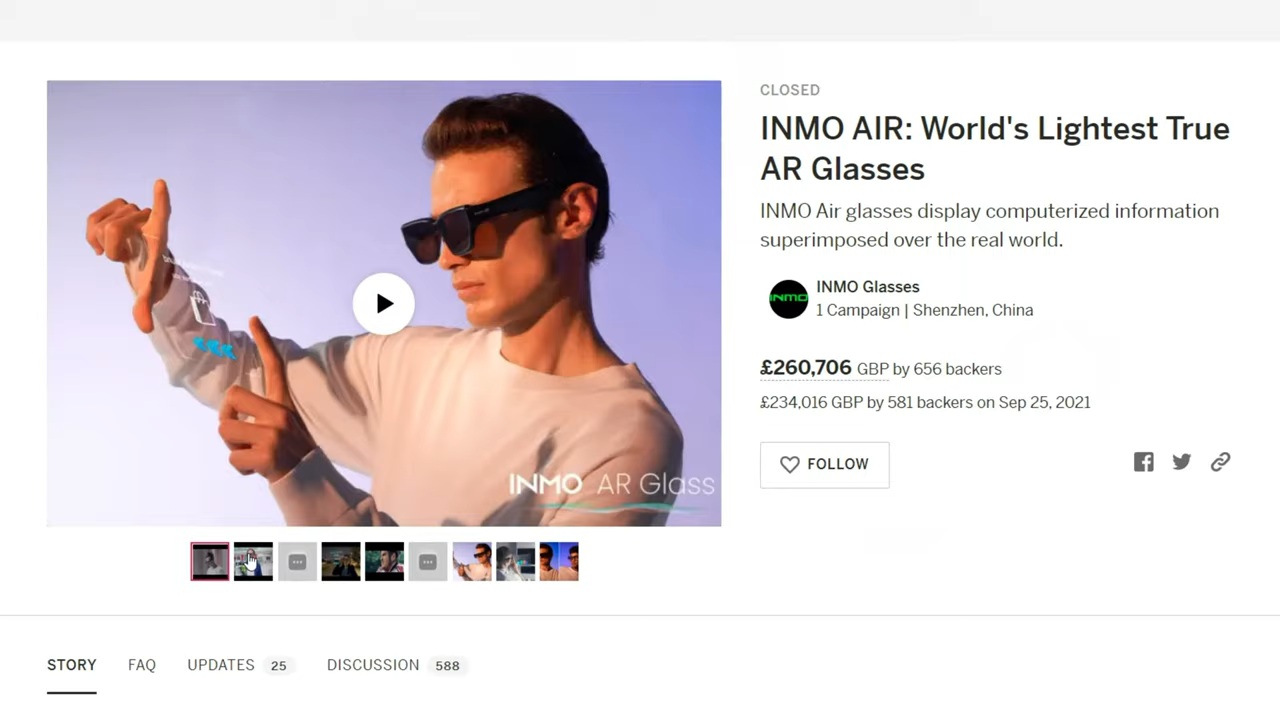 CLOSED
INMO AIR: World's Lightest True
AR Glasses
INMO Air glasses display computerized information
superimposed over the real world.
INMO
INMO Glasses
1 Campaign | Shenzhen, China
£260,706 GBP by 656 backers
£234,016 GBP by 581 backers on Sep 25, 2021
FOLLOW
INMO AR Glass
STORY
FAQ
UPDATES 25
DISCUSSION 588